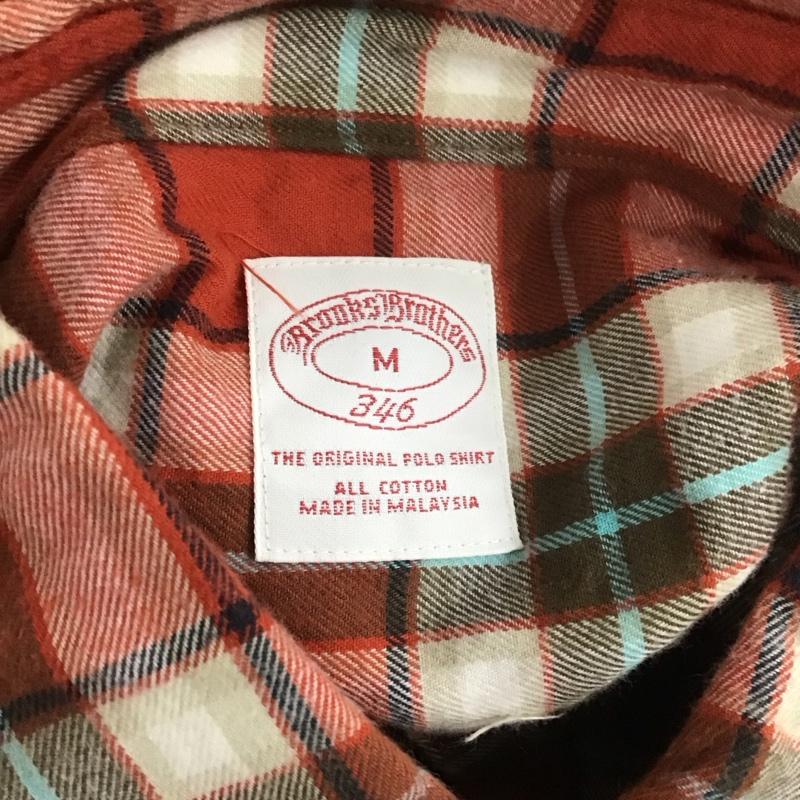 Brooks Brothers
M
346
THE ORIGINAL POLO SHIRT
ALL COTTON
MADE IN MALAYSIA